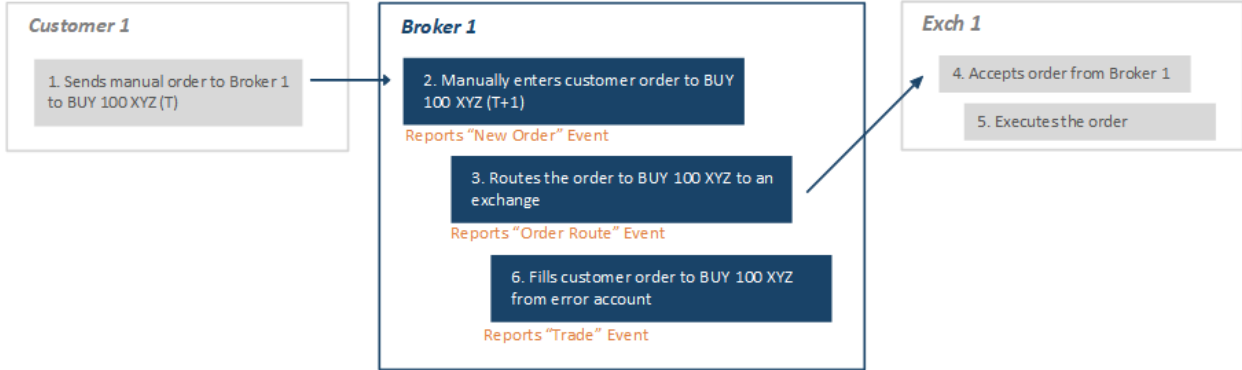 Customer 1
1. Sends manual order to Broker 1
to BUY 100 XYZ (T)
Broker 1
2. Manually enters customer order to BUY
100 XYZ (T+1)
Reports “New Order” Event
3. Routes the order to BUY 100 XYZ to an
exchange
Reports “Order Route” Event
6. Fills customer order to BUY 100 XYZ
from error account
Reports “Trade” Event
Exch 1
4. Accepts order from Broker 1
5. Executes the order